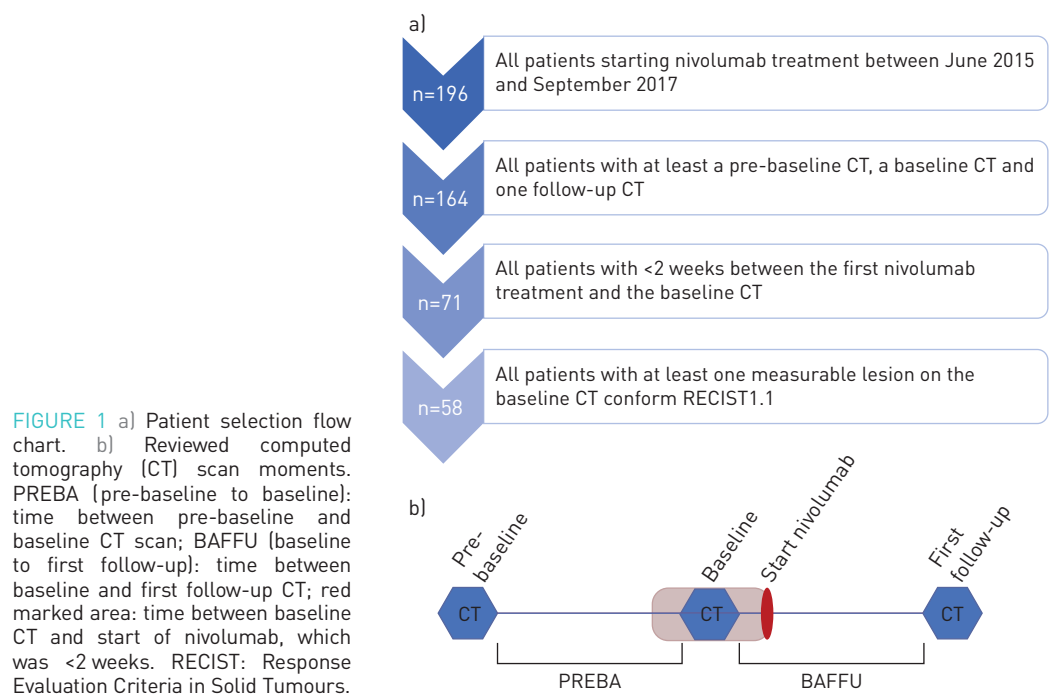 a)
n=196
All patients starting nivolumab treatment between June 2015
and September 2017
n=164
All patients with at least a pre-baseline CT, a baseline CT and
one follow-up CT
n=71
All patients with <2 weeks between the first nivolumab
treatment and the baseline CT
n=58
All patients with at least one measurable lesion on the
baseline CT conform RECIST1.1
FIGURE 1 a) Patient selection flow
chart. b) Reviewed computed
tomography (CT) scan moments.
PREBA (pre-baseline to baseline):
time between pre-baseline and
baseline CT scan; BAFFU (baseline
to first follow-up): time between
baseline and first follow-up CT; red
marked area: time between baseline
CT and start of nivolumab, which
was <2 weeks. RECIST: Response
Evaluation Criteria in Solid Tumours.
b)
Pre-
baseline
Baseline
Start nivolumab
First
follow-up
CT
CT
CT
PREBA
BAFFU